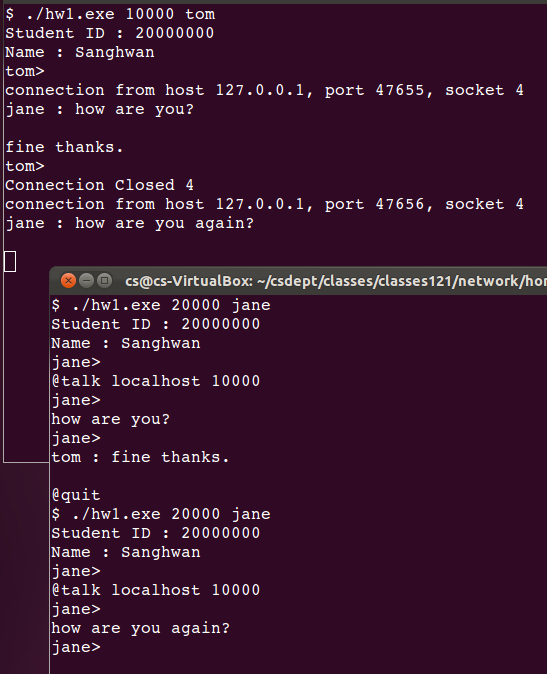 $ ./hw1.exe 10000 tom
Student ID : 20000000
Name : Sanghwan
tom>
connection from host 127.0.0.1, port 47655, socket 4
jane : how are you?
fine thanks.
tom>
Connection Closed 4
connection from host 127.0.0.1, port 47656, socket 4
jane : how are you again?
cs@cs-VirtualBox: ~/csdept/classes/classes121/network/hor
$ ./hw1.exe 20000 jane
Student ID : 20000000
Name : Sanghwan
jane>
@talk localhost 10000
jane>
how are you?
jane>
tom : fine thanks.
@quit
$ ./hw1.exe 20000 jane
Student ID : 20000000
Name : Sanghwan
jane>
@talk localhost 10000
jane>
how are you again?
jane>